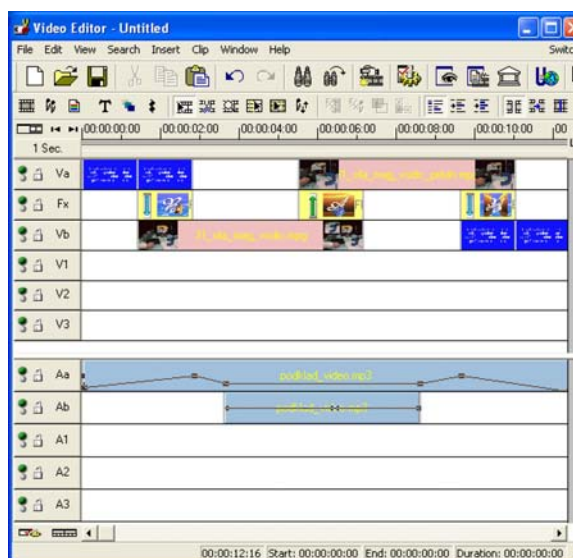 Video Editor - Untitled
File Edit View Search Insert Clip Window Help Switc
00:00:00:00 00:00:02:00 00:00:04:00 00:00:06:00 00:00:08:00 00:00:10:00 00
1 Sec.
Va
Fx
Vb
V1
V2
V3
Aa podklad_video.mp3
Ab podklad_video.mp3
A1
A2
A3
00:00:12:16 Start: 00:00:00:00 End: 00:00:00:00 Duration: 00:00:00:00